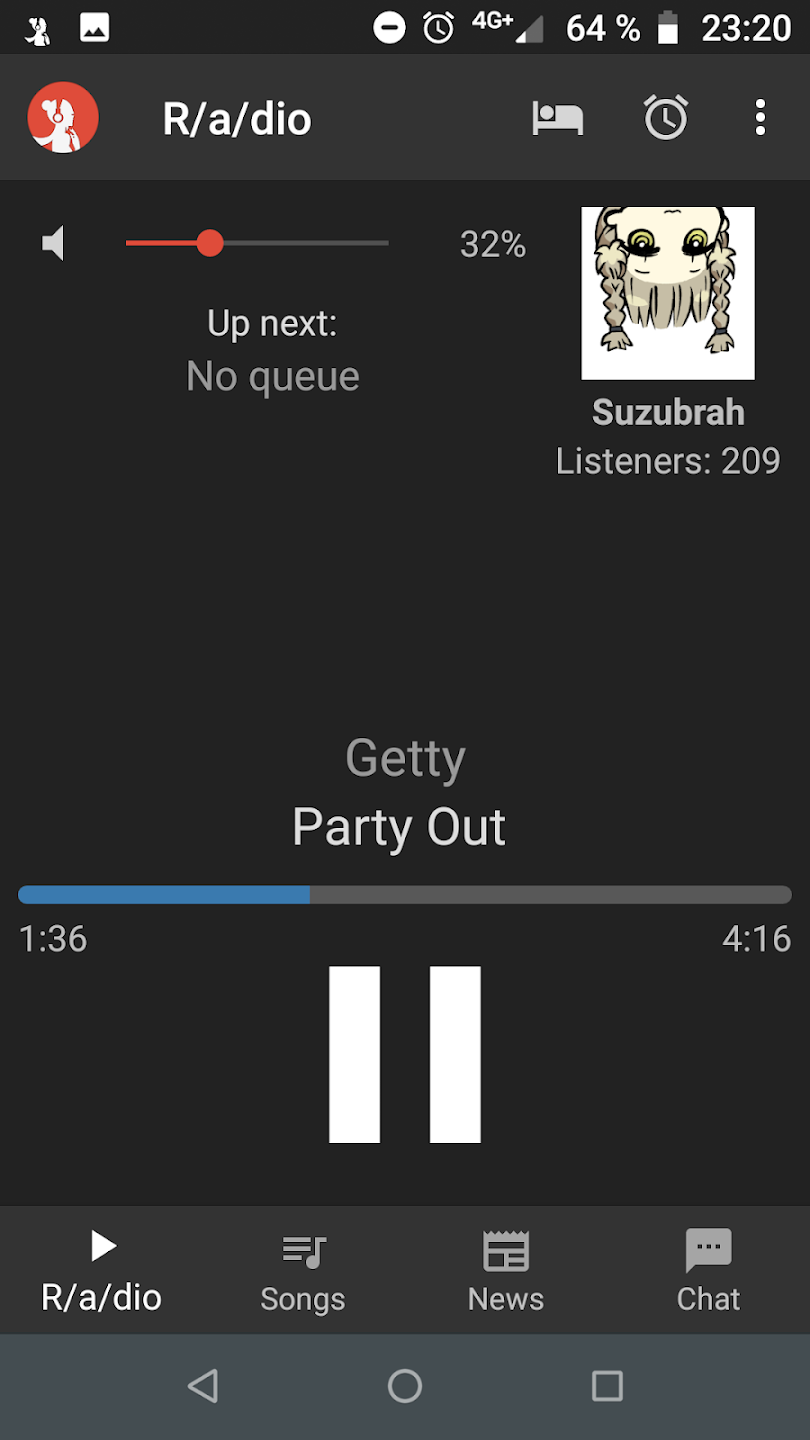 4G+ 64 % 23:20
R/a/dio
32%
Up next:
No queue
Suzubrah
Listeners: 209
Getty
Party Out
1:36 4:16
R/a/dio Songs News Chat